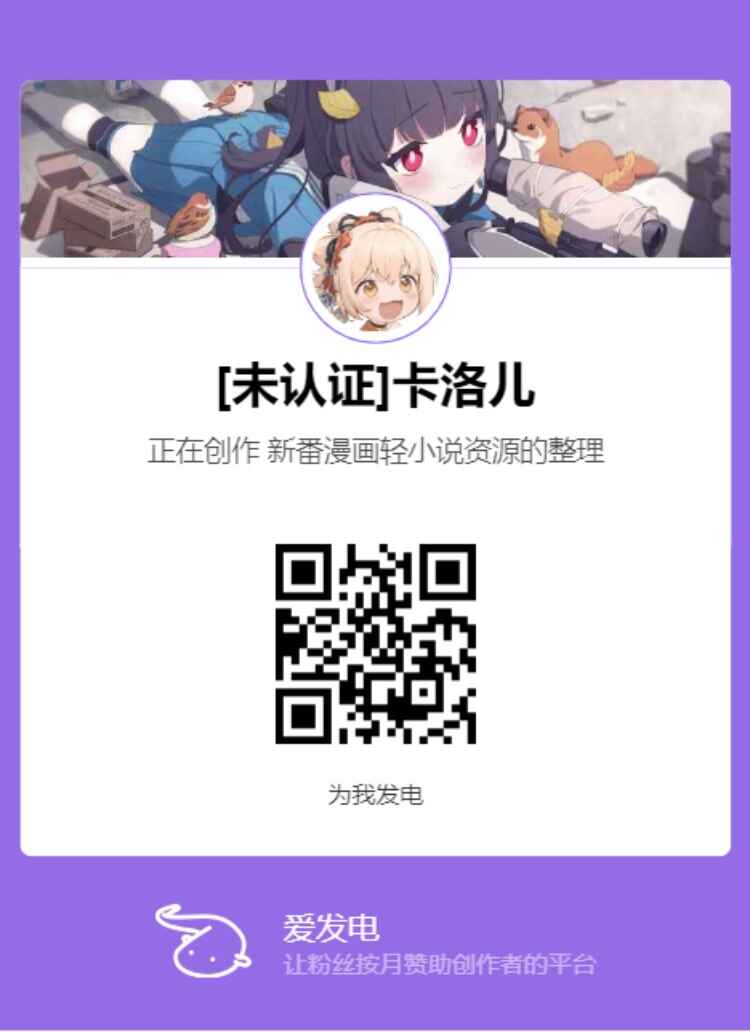 [未认证]卡洛儿
正在创作 新番漫画轻小说资源的整理
为我发电
爱发电
让粉丝按月赞助创作者的平台